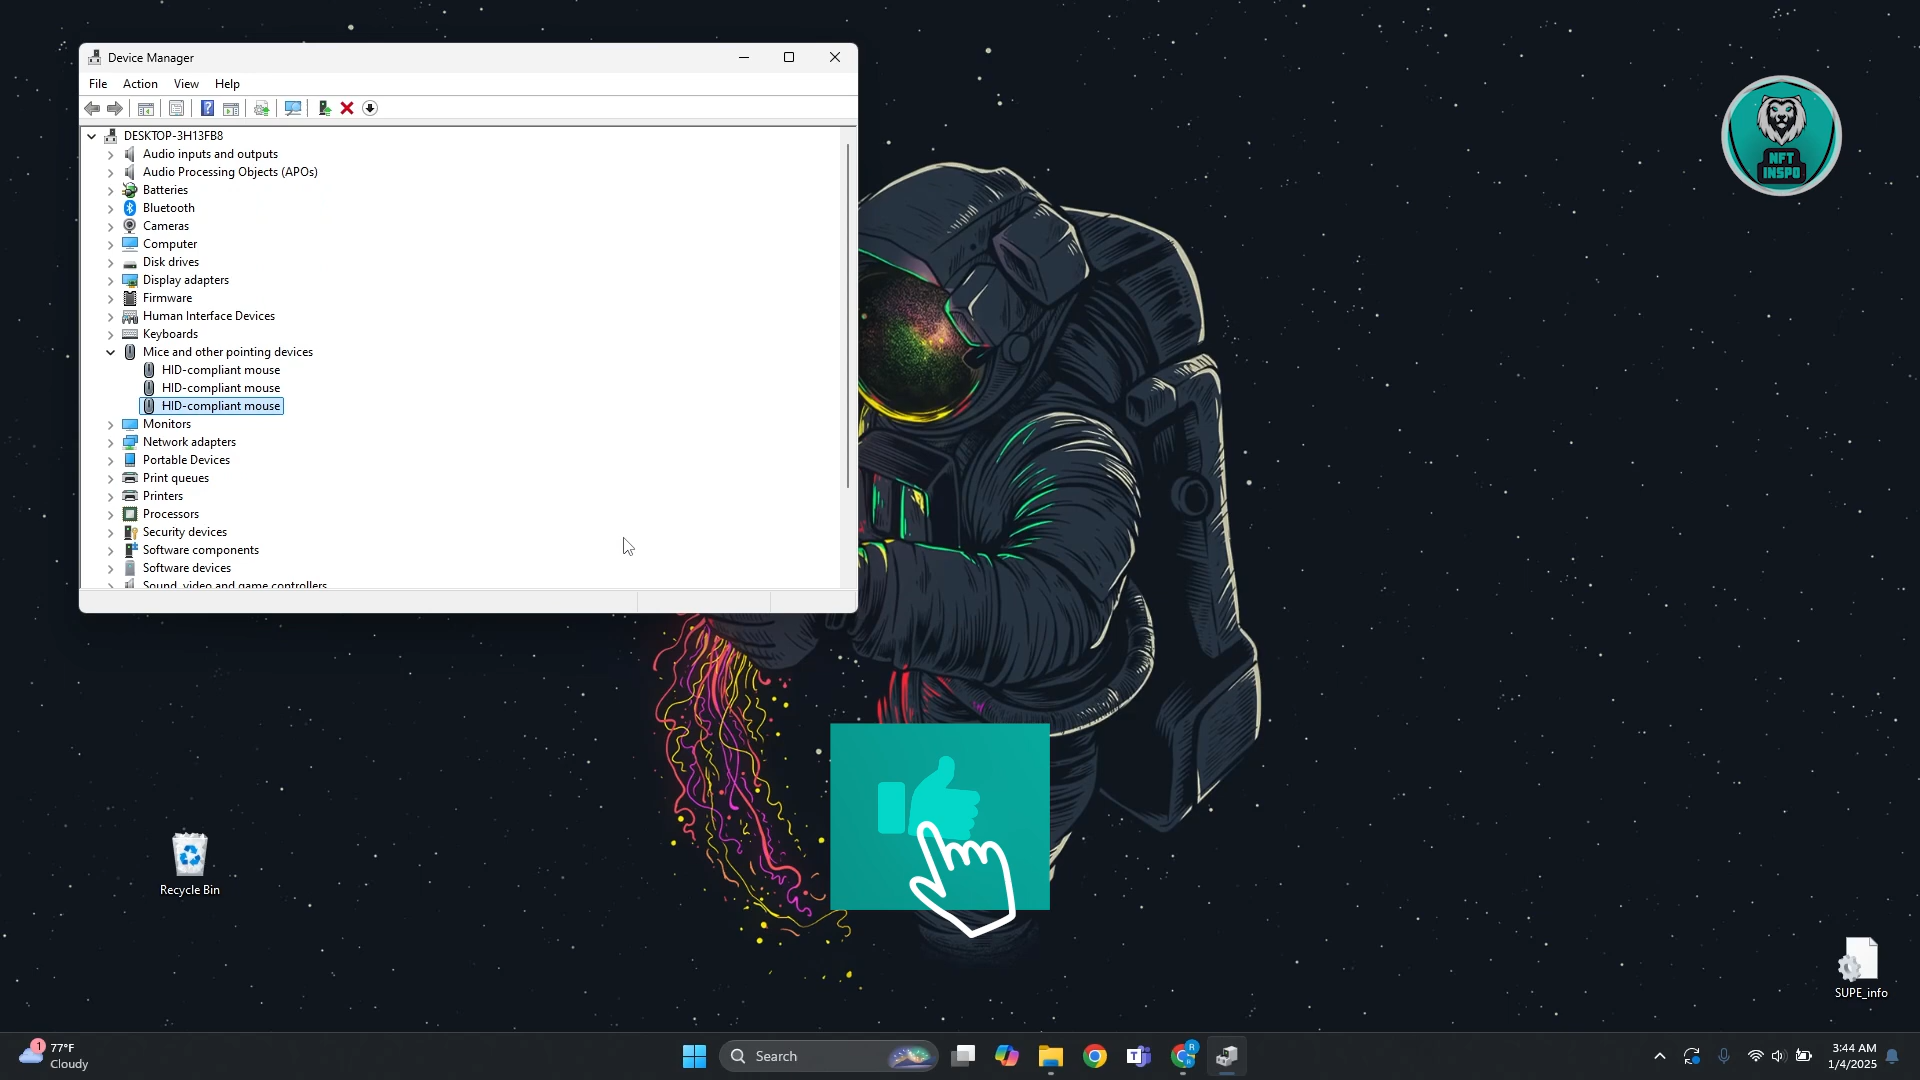 Device Manager
File Action View Help
DESKTOP-3H13FB8
Audio inputs and outputs
Audio Processing Objects (APOs)
Batteries
Bluetooth
Cameras
Computer
Disk drives
Display adapters
Firmware
Human Interface Devices
Keyboards
Mice and other pointing devices
HID-compliant mouse
HID-compliant mouse
HID-compliant mouse
Monitors
Network adapters
Portable Devices
Print queues
Printers
Processors
Security devices
Software components
Software devices
Sound, video and game controllers
NFT
INSPO
Recycle Bin
SUPE_info
1
77°F
Cloudy
Search
R
3:44 AM
1/4/2025